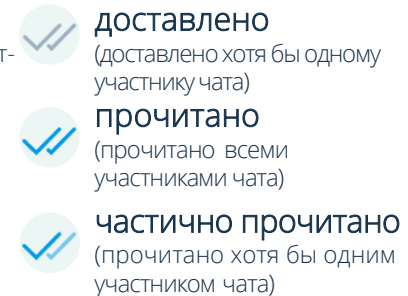 доставлено
т- (доставлено хотя бы одному
участнику чата)
прочитано
(прочитано всеми
участниками чата)
частично прочитано
(прочитано хотя бы одним
участником чата)